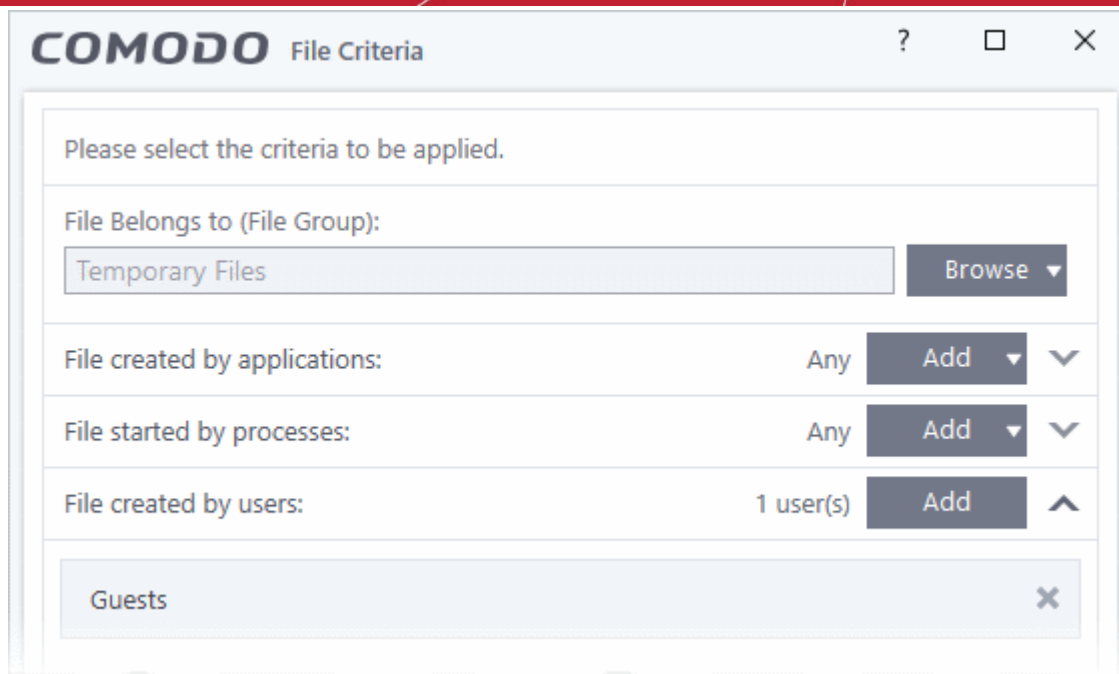 COMODO File Criteria ?
Please select the criteria to be applied.
File Belongs to (File Group):
Temporary Files Browse
File created by applications: Any Add
File started by processes: Any Add
File created by users: 1 user(s) Add
Guests